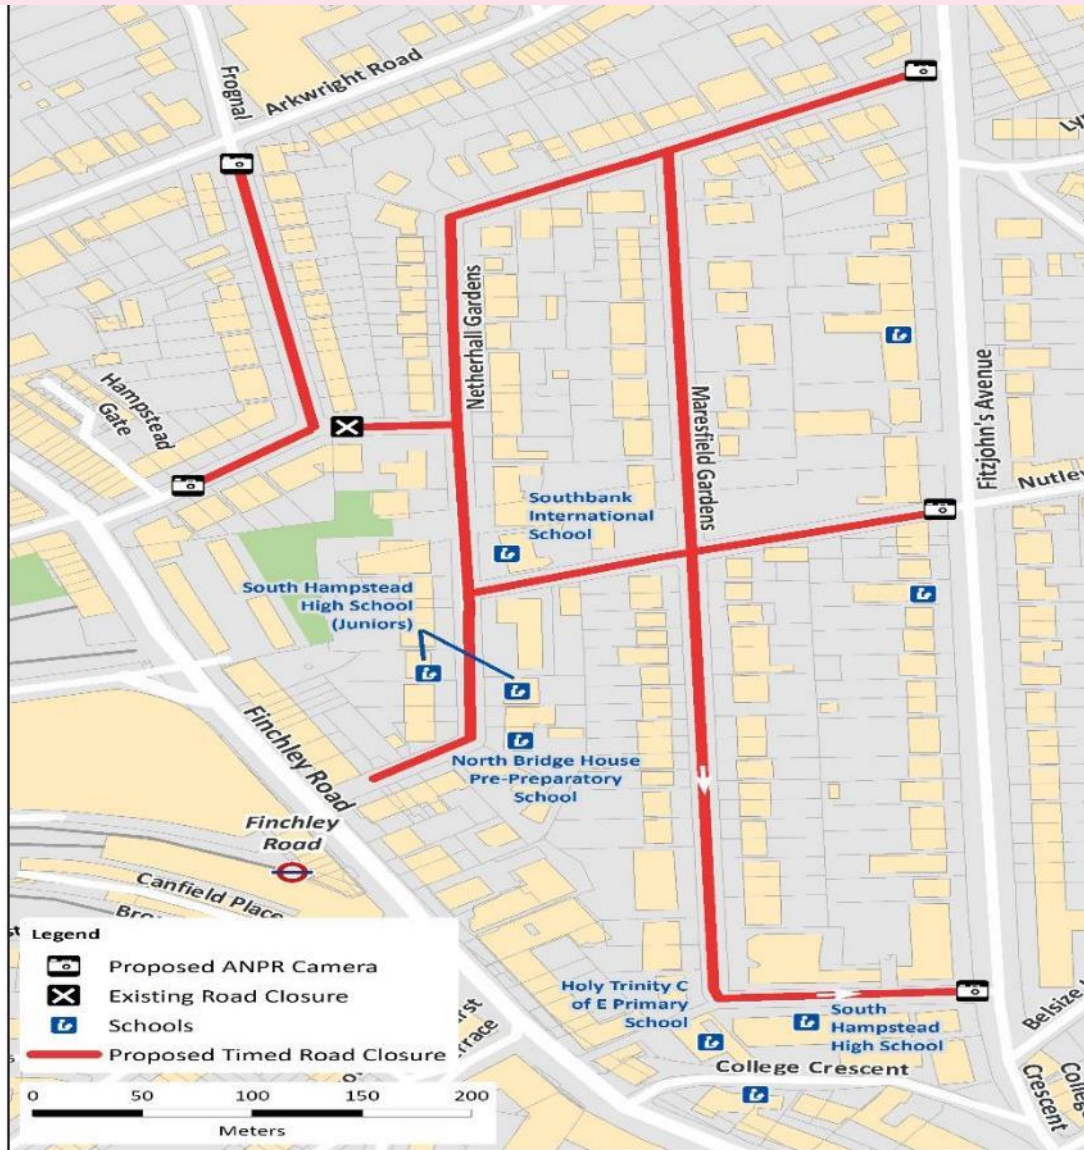 Frognal
Arkwright Road
Hampstead
Gate
Netherhall Gardens
Maresfield Gardens
Fitzjohn's Avenue
Southbank
International
School
South Hampstead
High School
(Juniors)
North Bridge House
Pre-Preparatory
School
Finchley Road
Finchley
Road
Canfield Place
Holy Trinity C
of E Primary
School
South
Hampstead
High School
College Crescent
Crescent
Legend
Proposed ANPR Camera
Existing Road Closure
Schools
Proposed Timed Road Closure
0 50 100 150 200
Meters